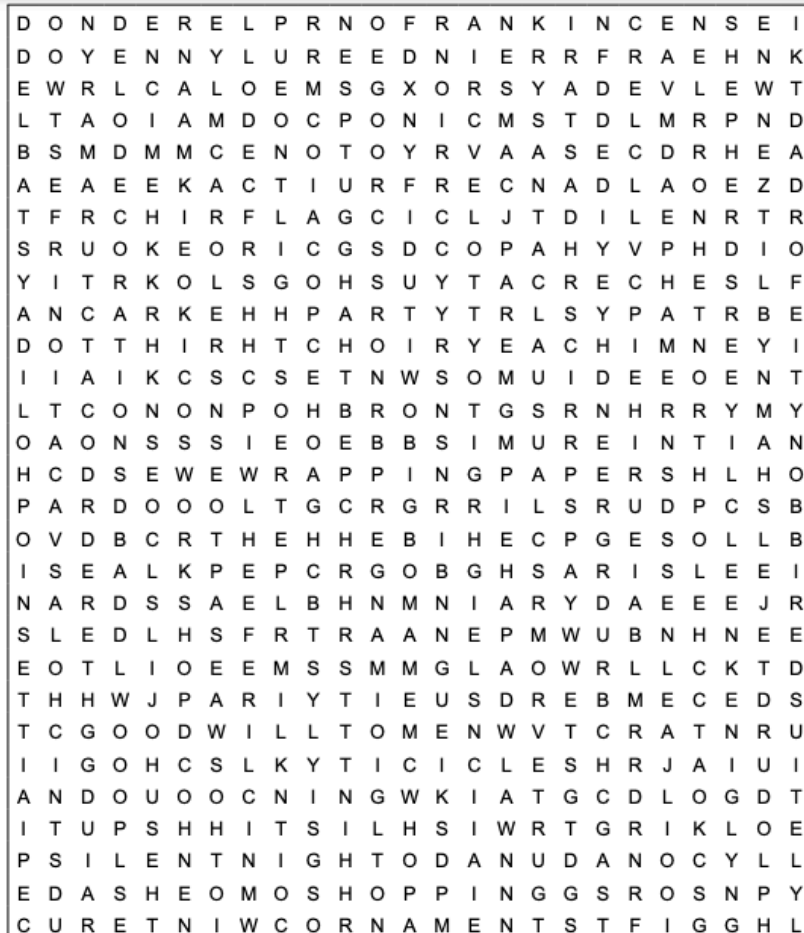 D O N D E R E L P R N O F R A N K I N C E N S E I
D O Y E N N Y L U R E E D N I E R R F R A E H N K
E W R L C A L O E M S G X O R S Y A D E V L E W T
L T A O I A M D O C P O N I C M S T D L M R P N D
B S M D M M C E N O T O Y R V A A S E C D R H E A
A E A E E K A C T I U R F R E C N A D L A O E Z D
T F R C H I R F L A G C I C L J T D I L E N R T R
S R U O K E O R I C G S D C O P A H Y V P H D I O
Y I T R K O L S G O H S U Y T A C R E C H E S L F
A N C A R K E H H P A R T Y T R L S Y P A T R B E
D O T T H I R H T C H O I R Y E A C H I M N E Y I
I I A I K C S C S E T N W S O M U I D E E O E N T
L T C O N O N P O H B R O N T G S R N H R R Y M Y
O A O N S S S I E O E B B S I M U R E I N T I A N
H C D S E W E W R A P P I N G P A P E R S H L H O
P A R D O O O L T G C R G R R I L S R U D P C S B
O V D B C R T H E H H E B I H E C P G E S O L L B
I S E A L K P E P C R G O B G H S A R I S L E E I
N A R D S S A E L B H N M N I A R Y D A E E E J R
S L E D L H S F R T R A A N E P M W U B N H N E E
E O T L I O E E M S S M M G L A O W R L L C K T D
T H H W J P A R I Y T I E U S D R E B M E C E D S
T C G O O D W I L L T O M E N W V T C R A T N R U
I I G O H C S L K Y T I C I C L E S H R J A I U I
A N D O U O O C N I N G W K I A T G C D L O G D T
I T U P S H H I T S I L H S I W R T G R I K L O E
P S I L E N T N I G H T O D A N U D A N O C Y L L
E D A S H E O M O S H O P P I N G G S R O S N P Y
C U R E T N I W C O R N A M E N T S T F I G G H L